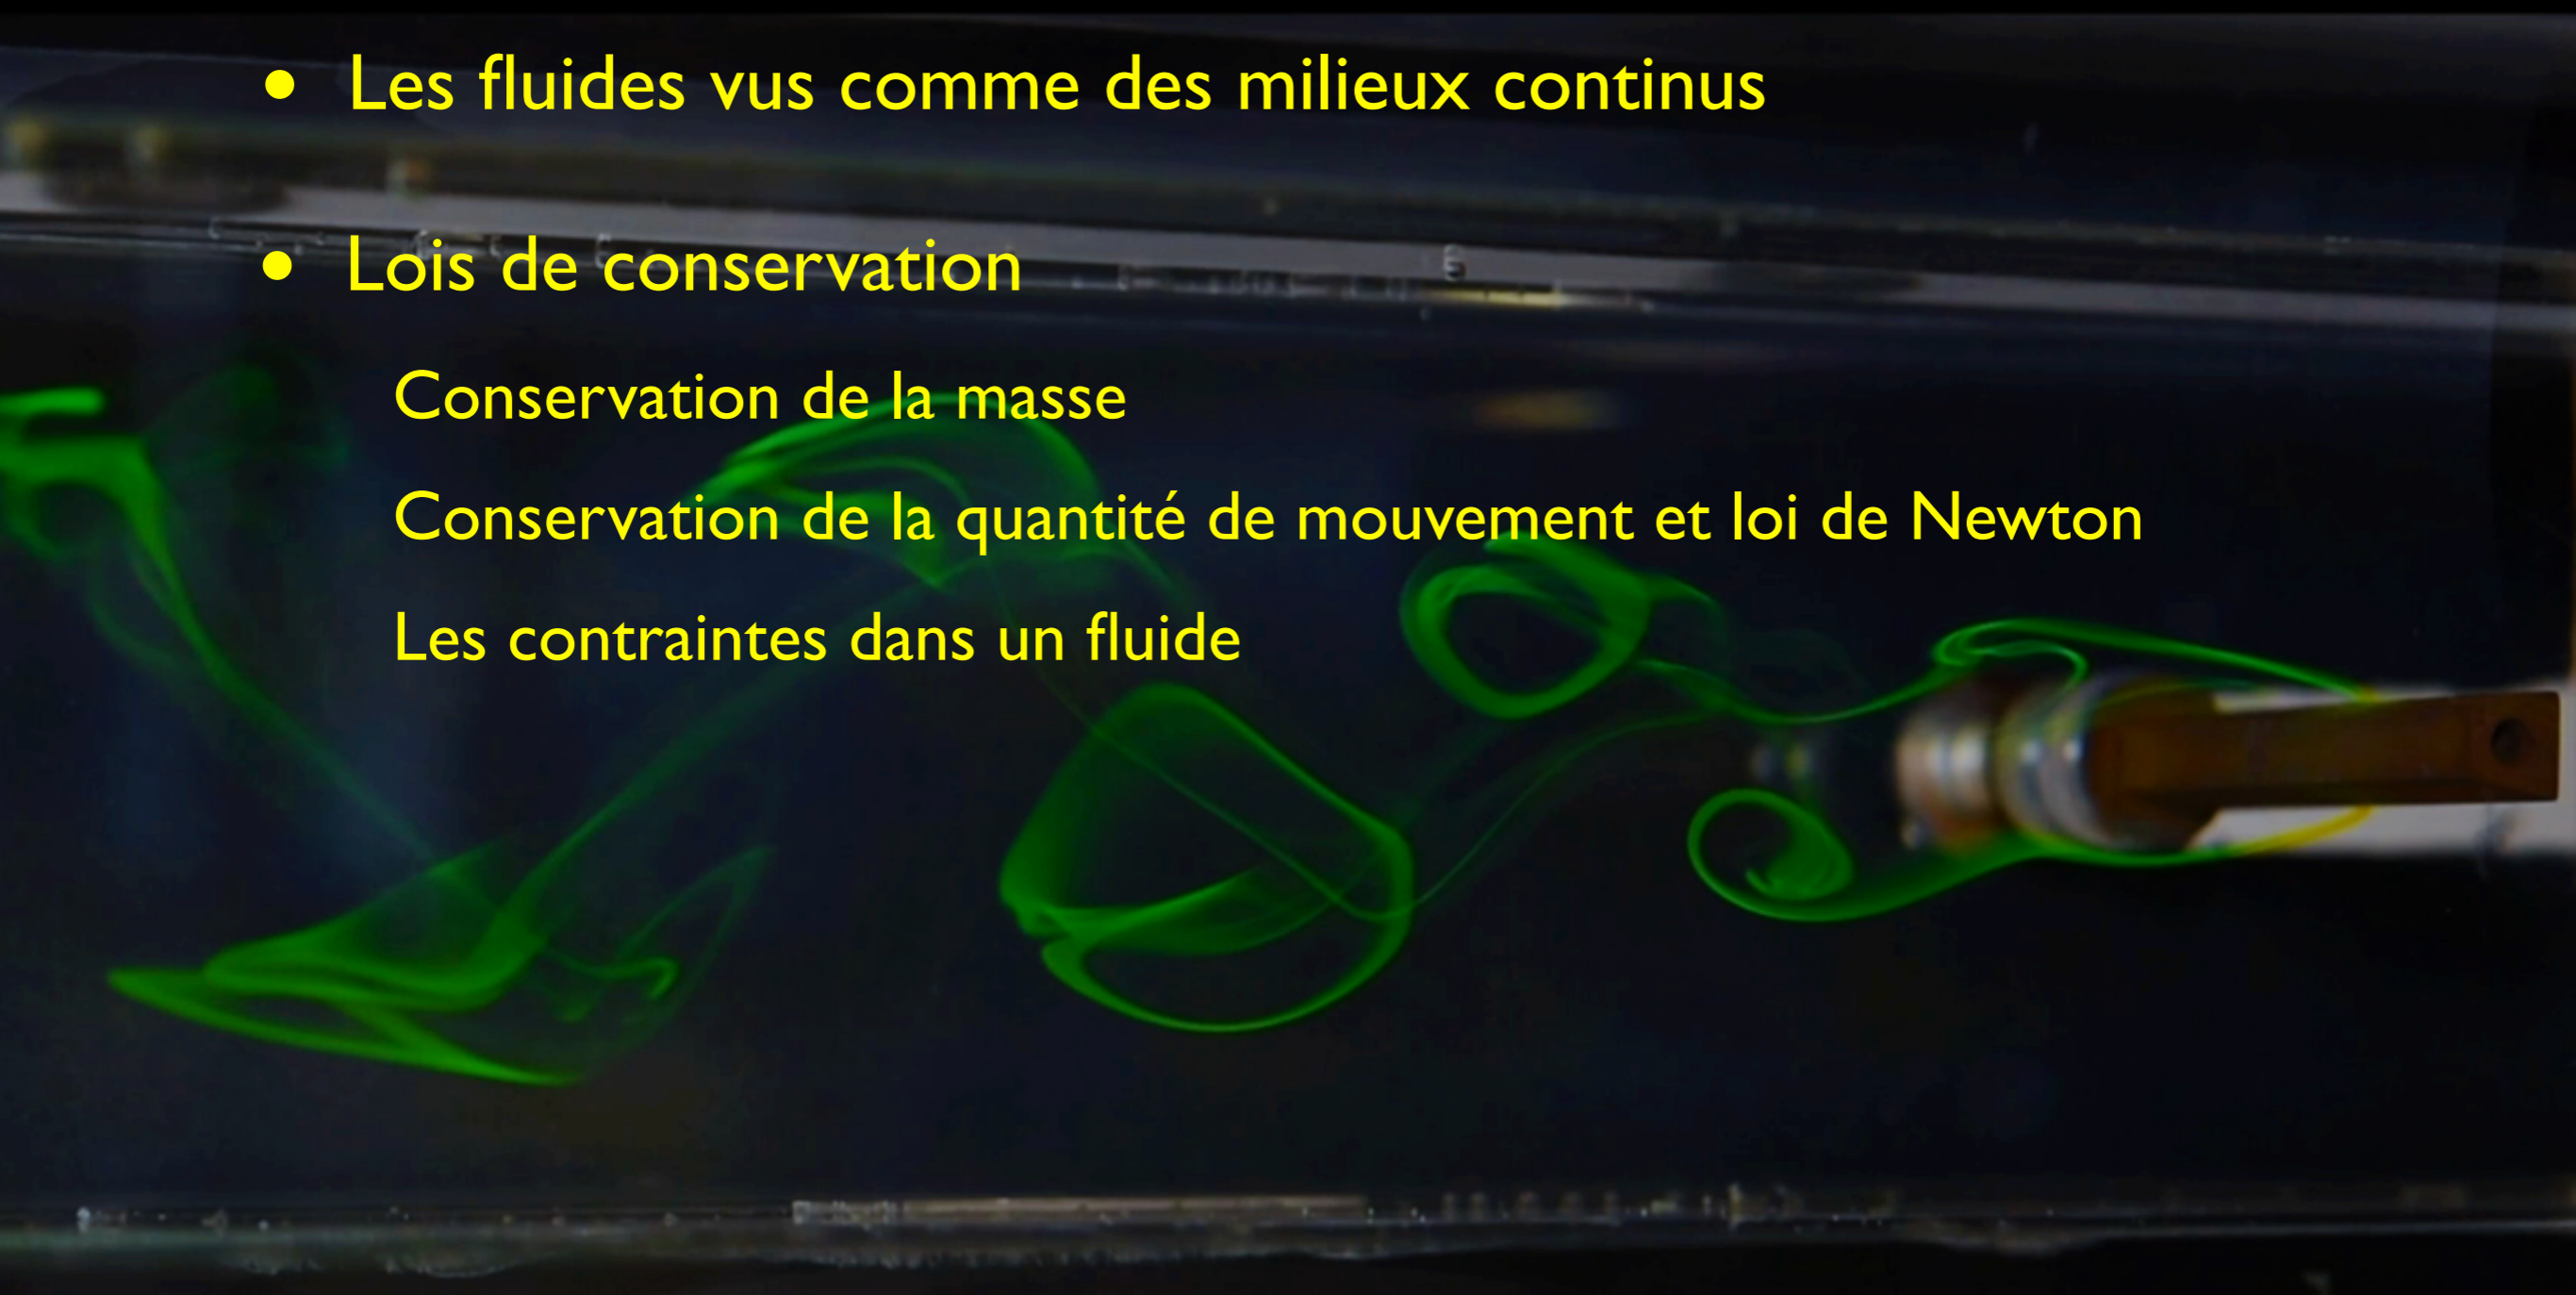 • Les fluides vus comme des milieux continus
• Lois de conservation
Conservation de la masse
Conservation de la quantité de mouvement et loi de Newton
Les contraintes dans un fluide